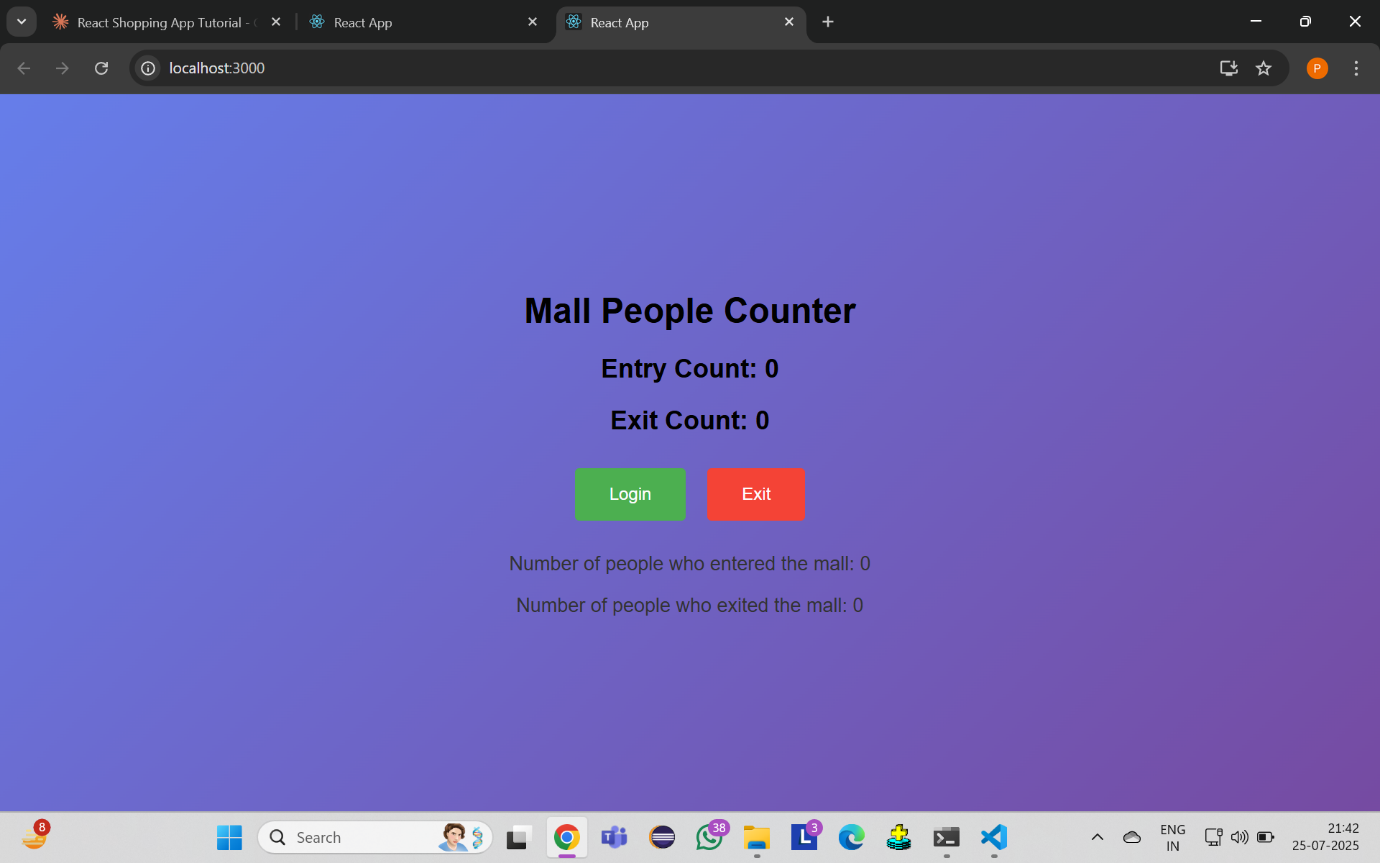 React Shopping App Tutorial -
React App
React App
localhost:3000
P
Mall People Counter
Entry Count: 0
Exit Count: 0
Login
Exit
Number of people who entered the mall: 0
Number of people who exited the mall: 0
8
Search
38
L
3
ENG
IN
21:42
25-07-2025